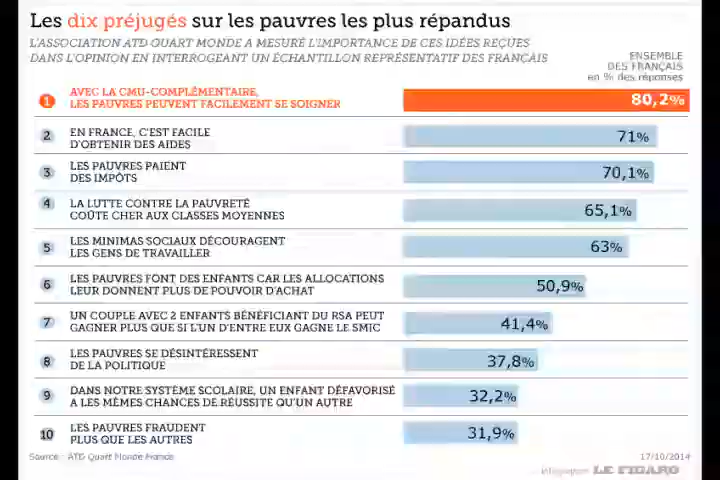 Les dix préjugés sur les pauvres les plus répandus
L'ASSOCIATION ATD QUART MONDE A MESURÉ L'IMPORTANCE DE CES IDÉES REÇUES
DANS L'OPINION EN INTERROGEANT UN ÉCHANTILLON REPRÉSENTATIF DES FRANÇAIS
ENSEMBLE
DES FRANÇAIS
en % des réponses
1 AVEC LA CMU-COMPLÉMENTAIRE,
LES PAUVRES PEUVENT FACILEMENT SE SOIGNER 80,2%
2 EN FRANCE, C'EST FACILE
D'OBTENIR DES AIDES 71%
3 LES PAUVRES PAIENT
DES IMPÔTS 70,1%
4 LA LUTTE CONTRE LA PAUVRETÉ
COÛTE CHER AUX CLASSES MOYENNES 65,1%
5 LES MINIMAS SOCIAUX DÉCOURAGENT
LES GENS DE TRAVAILLER 63%
6 LES PAUVRES FONT DES ENFANTS CAR LES ALLOCATIONS
LEUR DONNENT PLUS DE POUVOIR D'ACHAT 50,9%
7 UN COUPLE AVEC 2 ENFANTS BÉNÉFICIANT DU RSA PEUT
GAGNER PLUS QUE SI L'UN D'ENTRE EUX GAGNE LE SMIC 41,4%
8 LES PAUVRES SE DÉSINTÉRESSENT
DE LA POLITIQUE 37,8%
9 DANS NOTRE SYSTÈME SCOLAIRE, UN ENFANT DÉFAVORISÉ
A LES MÊMES CHANCES DE RÉUSSITE QU'UN AUTRE 32,2%
10 LES PAUVRES FRAUDENT
PLUS QUE LES AUTRES 31,9%
Source : ATD Quart Monde France 17/10/2014
infographie LE FIGARO